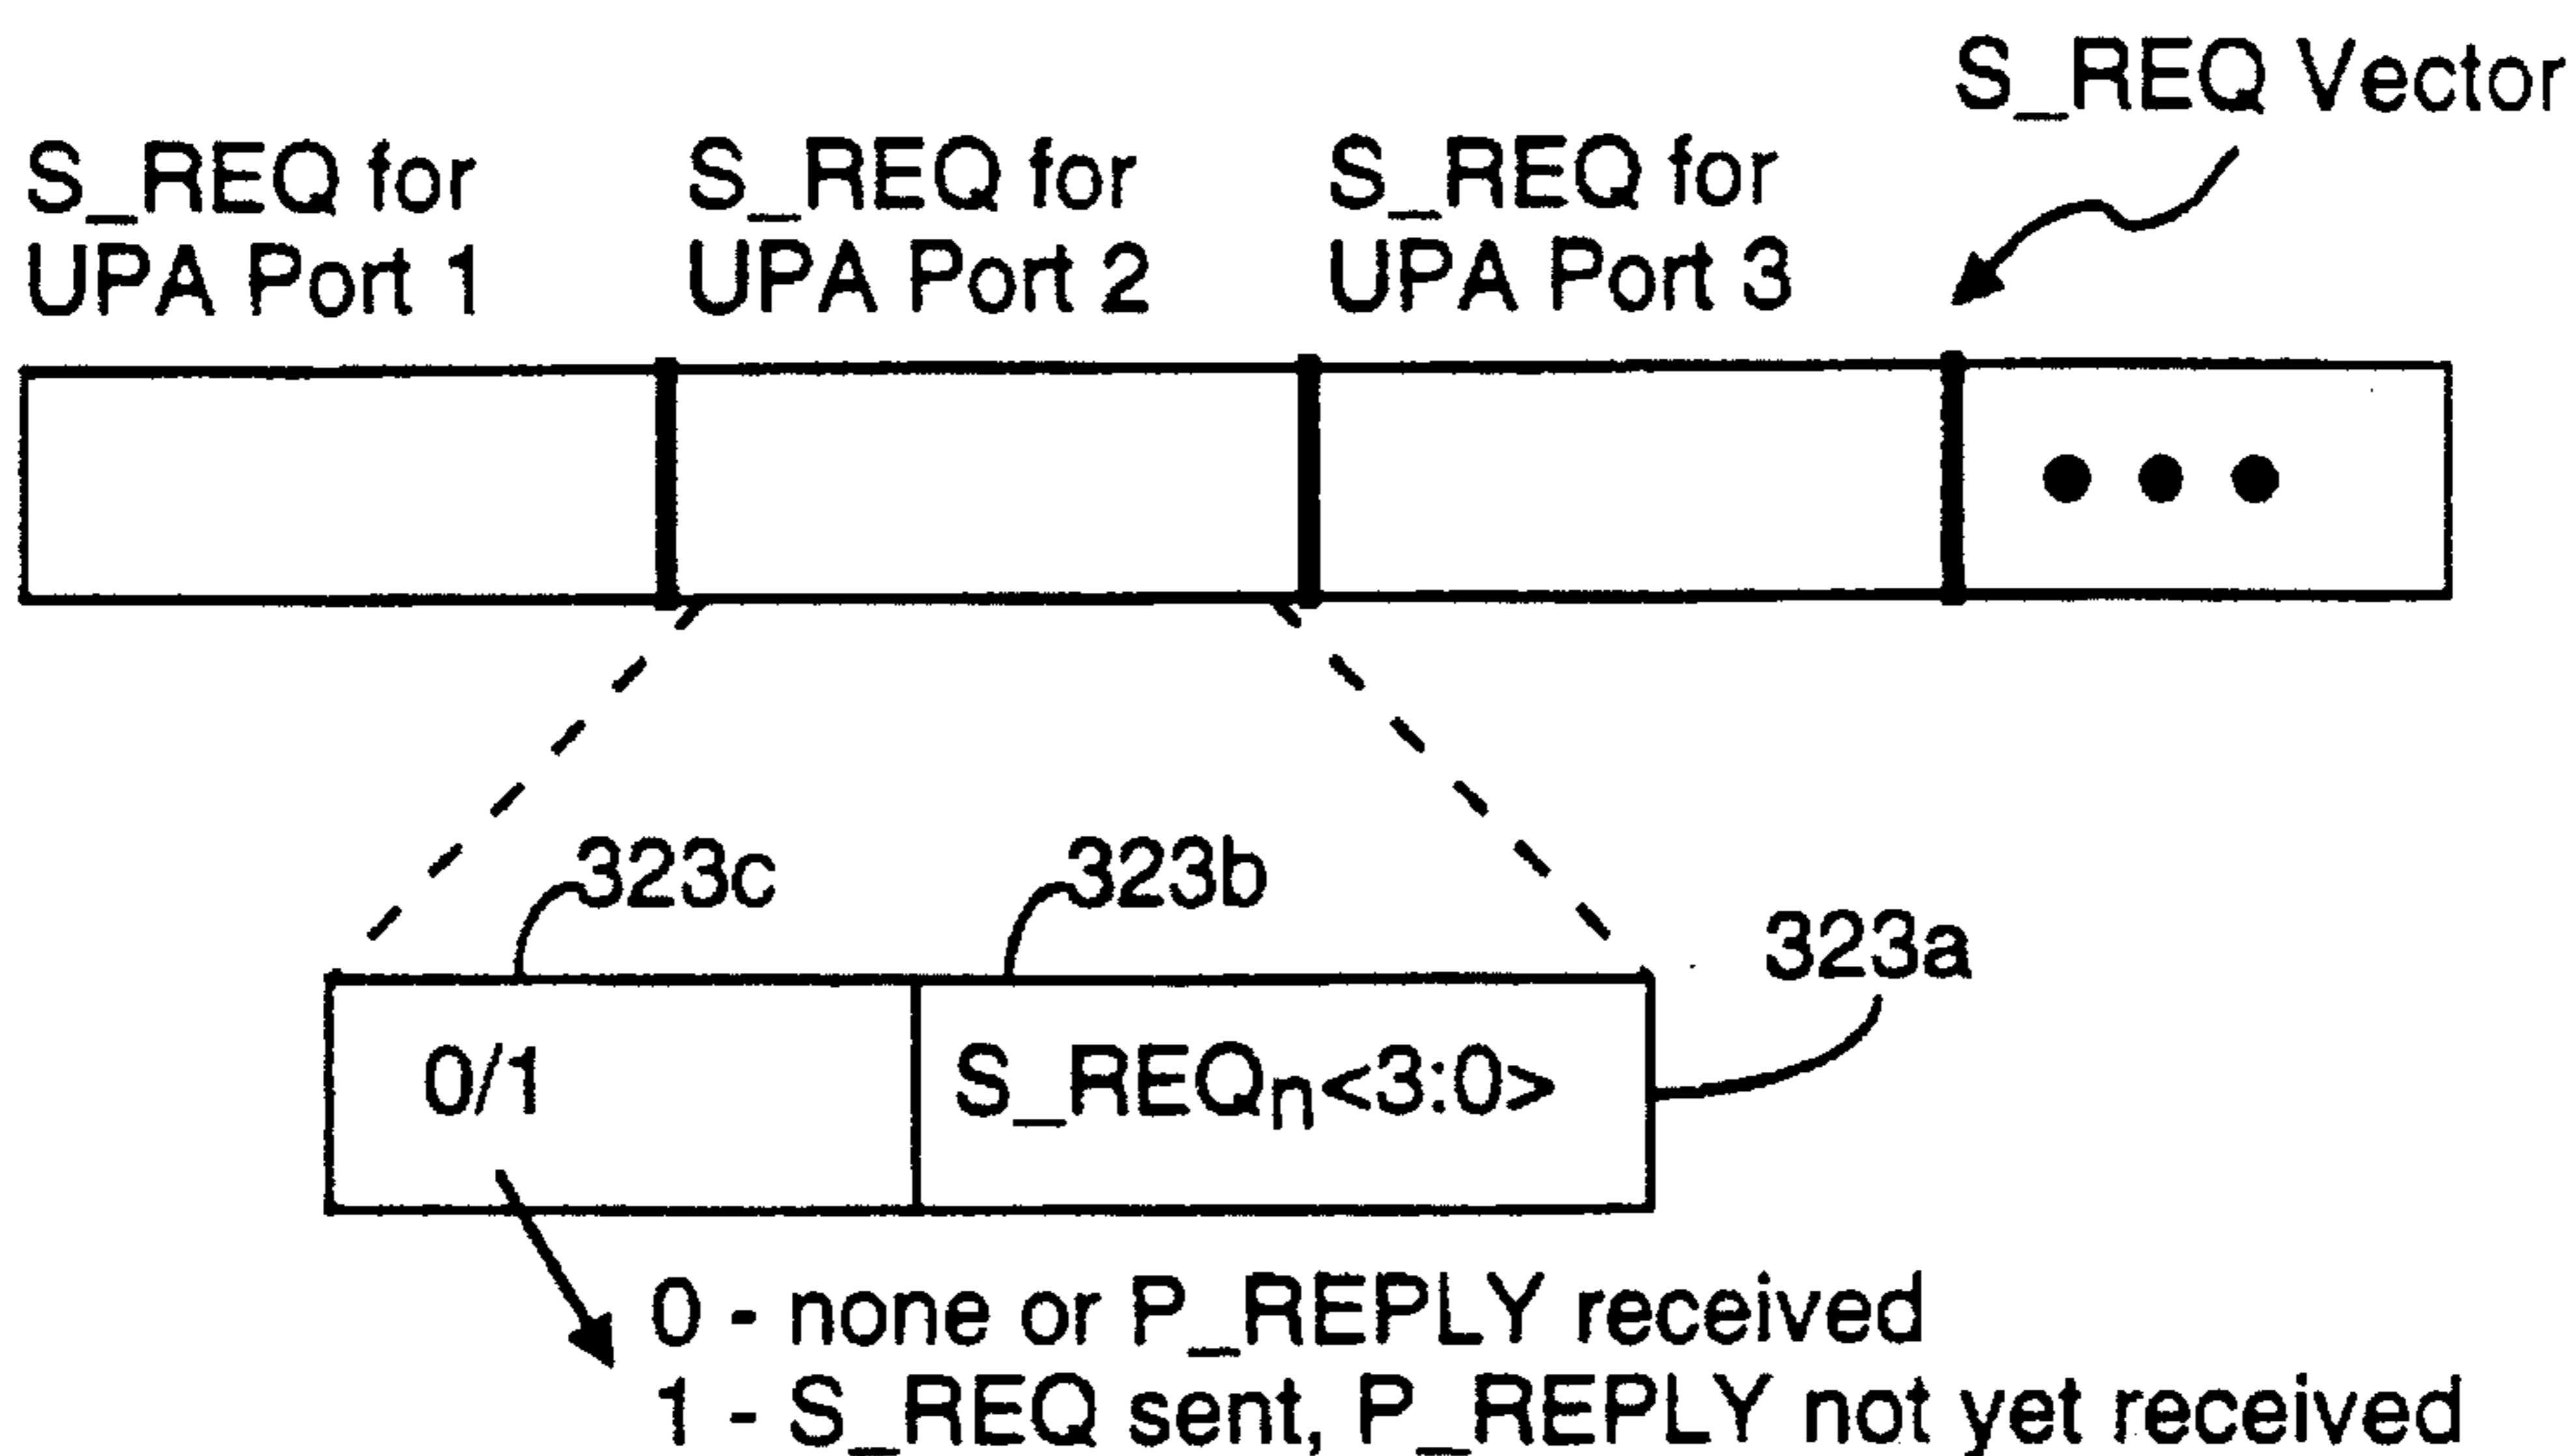 S_REQ Vector
S_REQ for
UPA Port 1
S_REQ for
UPA Port 2
S_REQ for
UPA Port 3
323c
323b
323a
0/1
S_REQn<3:0>
0 - none or P_REPLY received
1 - S_REQ sent, P_REPLY not yet received